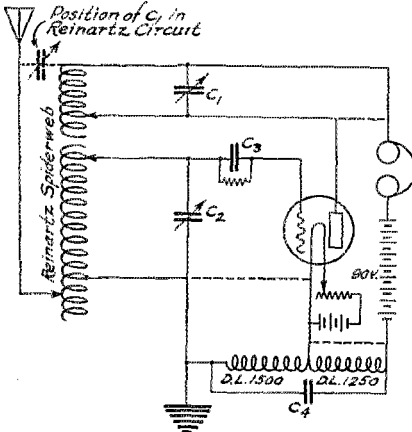 Position of C1 in
Reinartz Circuit
C1
C3
Reinartz Spiderweb
C2
90V.
D.L.1500
D.L.1250
C4